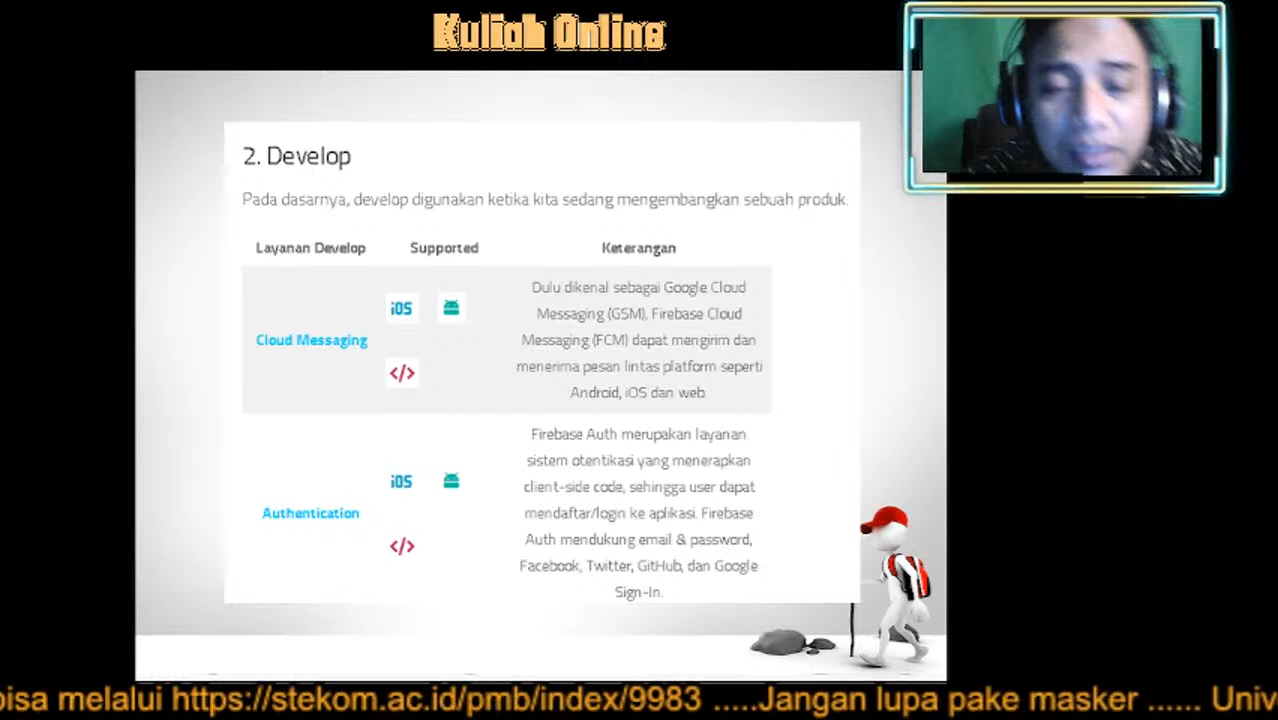 Kuliah Online
2. Develop
Pada dasarnya, develop digunakan ketika kita sedang mengembangkan sebuah produk.
Layanan Develop Supported Keterangan
Dulu dikenal sebagai Google Cloud
Messaging (GSM), Firebase Cloud
Messaging (FCM) dapat mengirim dan
menerima pesan lintas platform seperti
Android, iOS dan web.
Cloud Messaging
iOS
</>
Firebase Auth merupakan layanan
sistem otentikasi yang menerapkan
client-side code, sehingga user dapat
mendaftar/login ke aplikasi. Firebase
Auth mendukung email & password,
Facebook, Twitter, GitHub, dan Google
Sign-In.
Authentication
iOS
</>
bisa melalui https://stekom.ac.id/pmb/index/9983 .....Jangan lupa pake masker ...... Univ